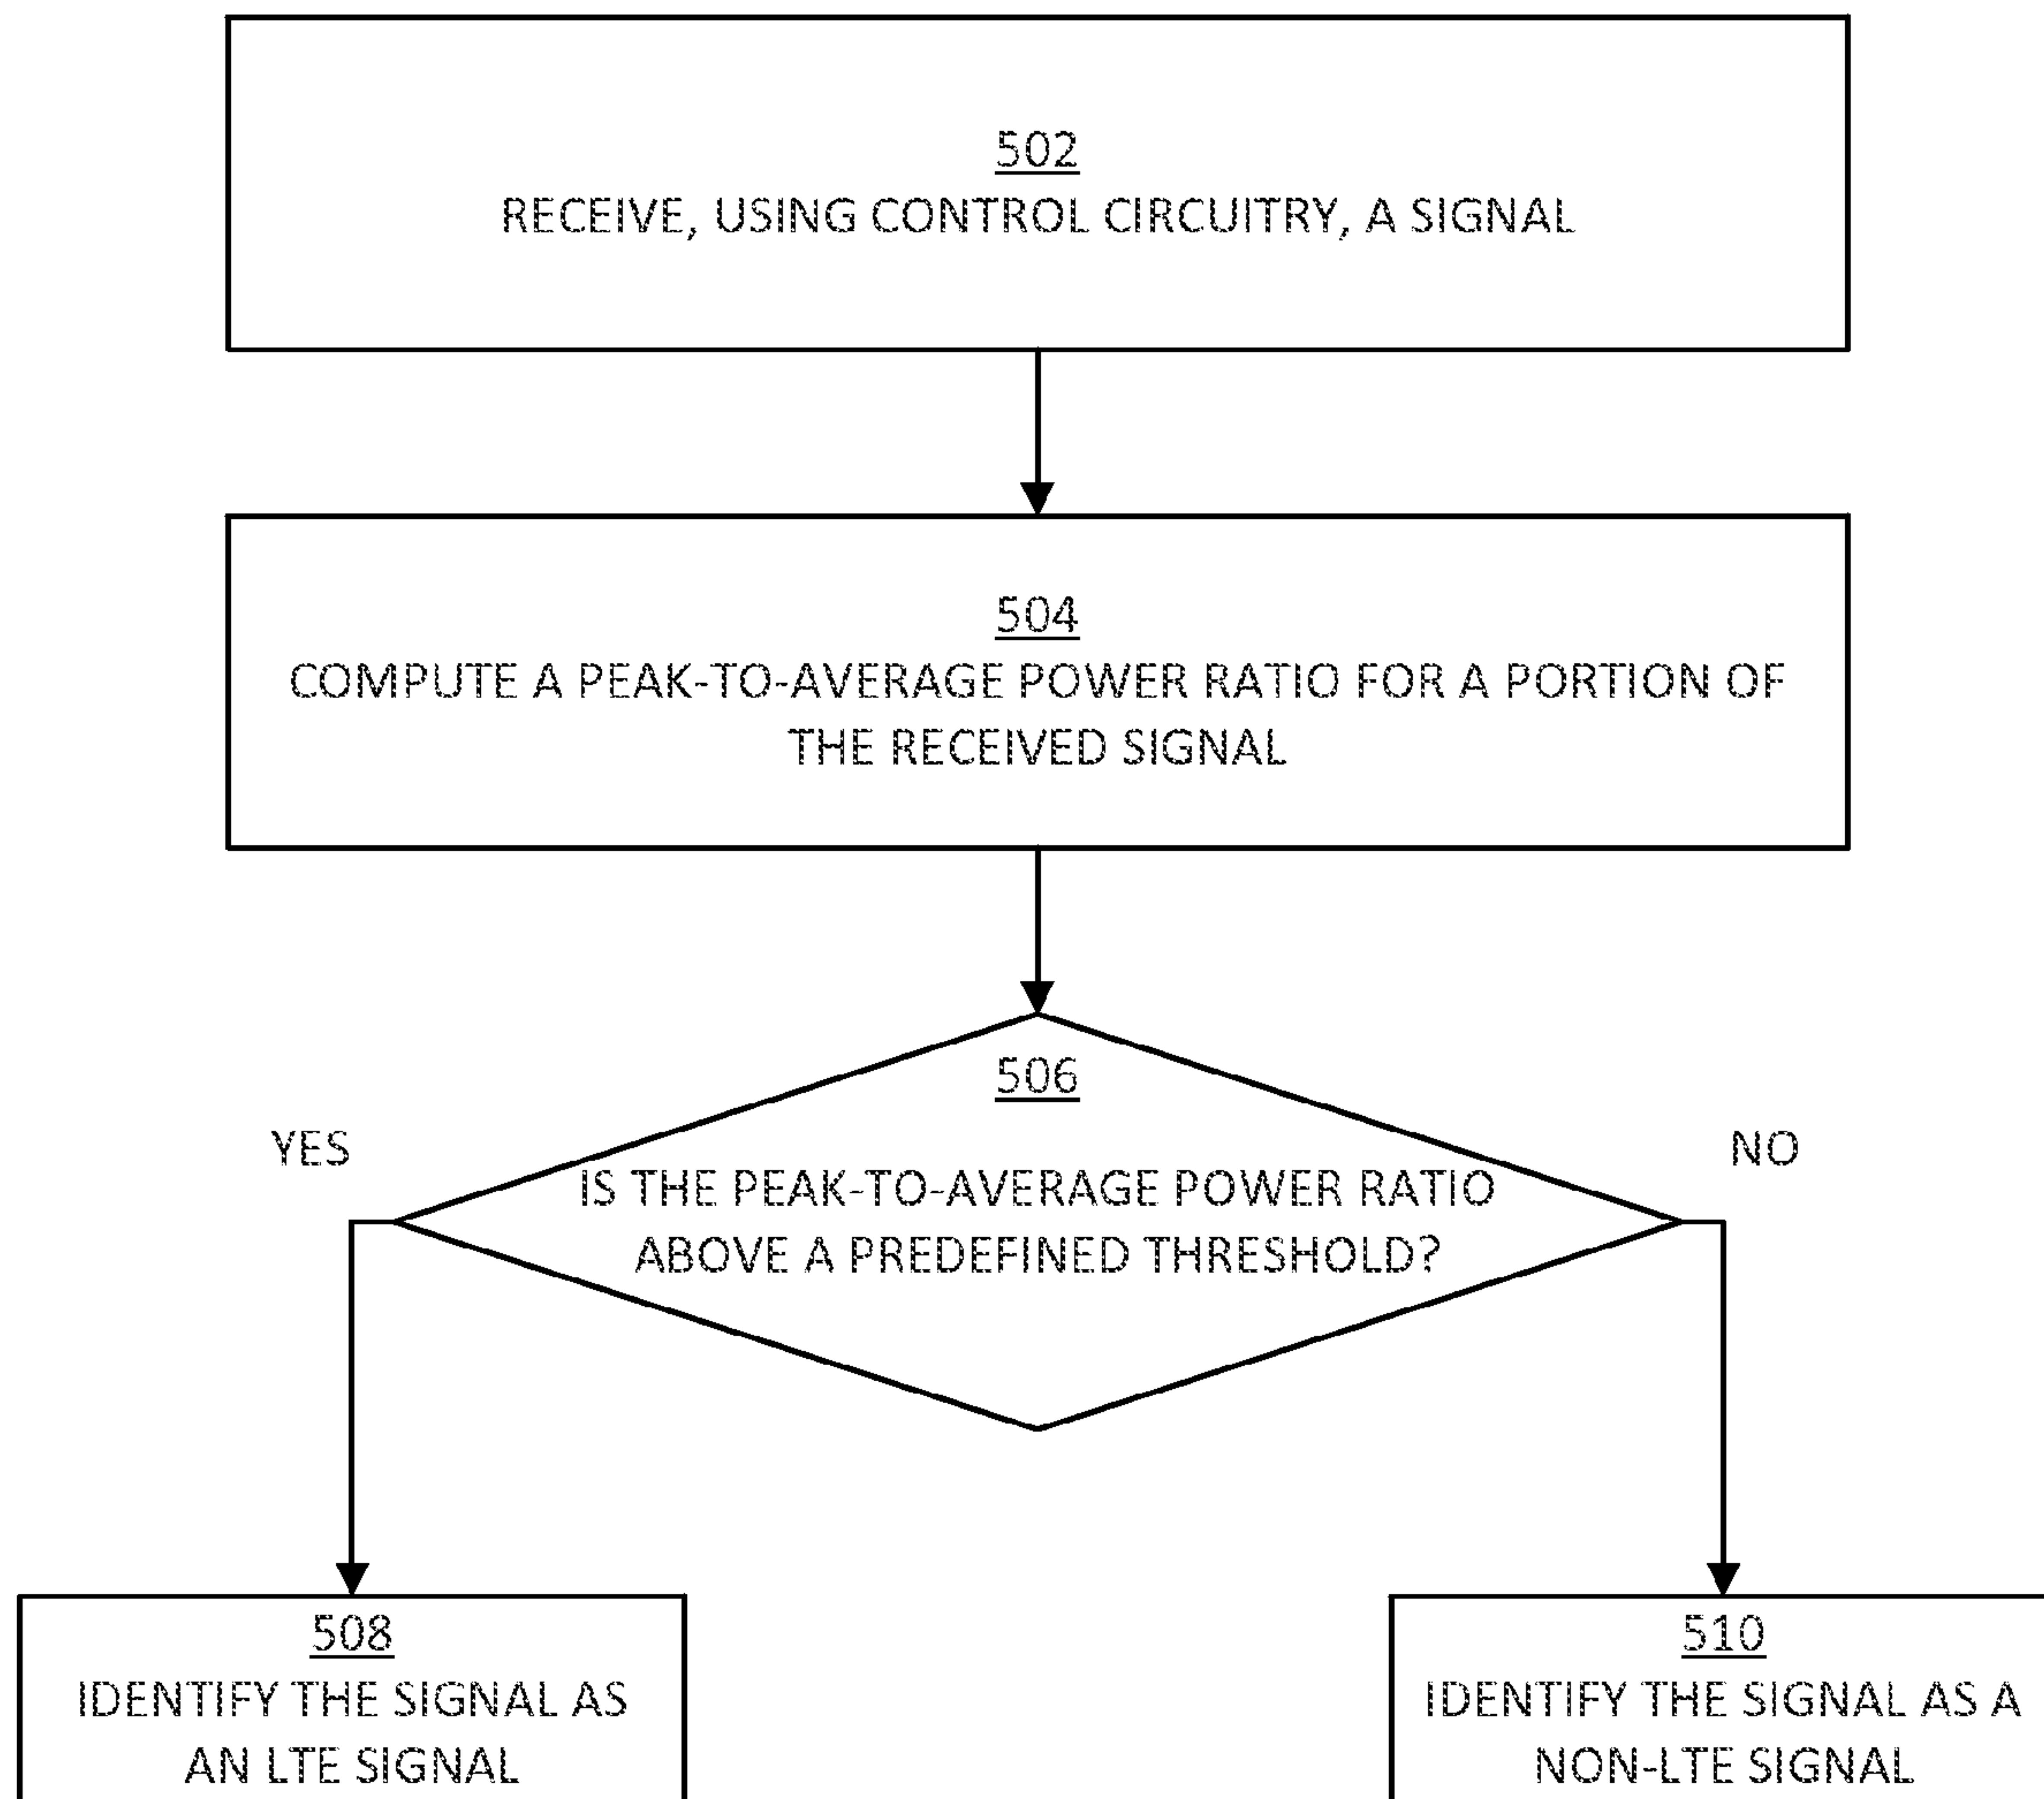 502
RECEIVE, USING CONTROL CIRCUITRY, A SIGNAL
504
COMPUTE A PEAK-TO-AVERAGE POWER RATIO FOR A PORTION OF
THE RECEIVED SIGNAL
506
YES
NO
IS THE PEAK-TO-AVERAGE POWER RATIO
ABOVE A PREDEFINED THRESHOLD?
508
IDENTIFY THE SIGNAL AS
AN LTE SIGNAL
510
IDENTIFY THE SIGNAL AS A
NON-LTE SIGNAL